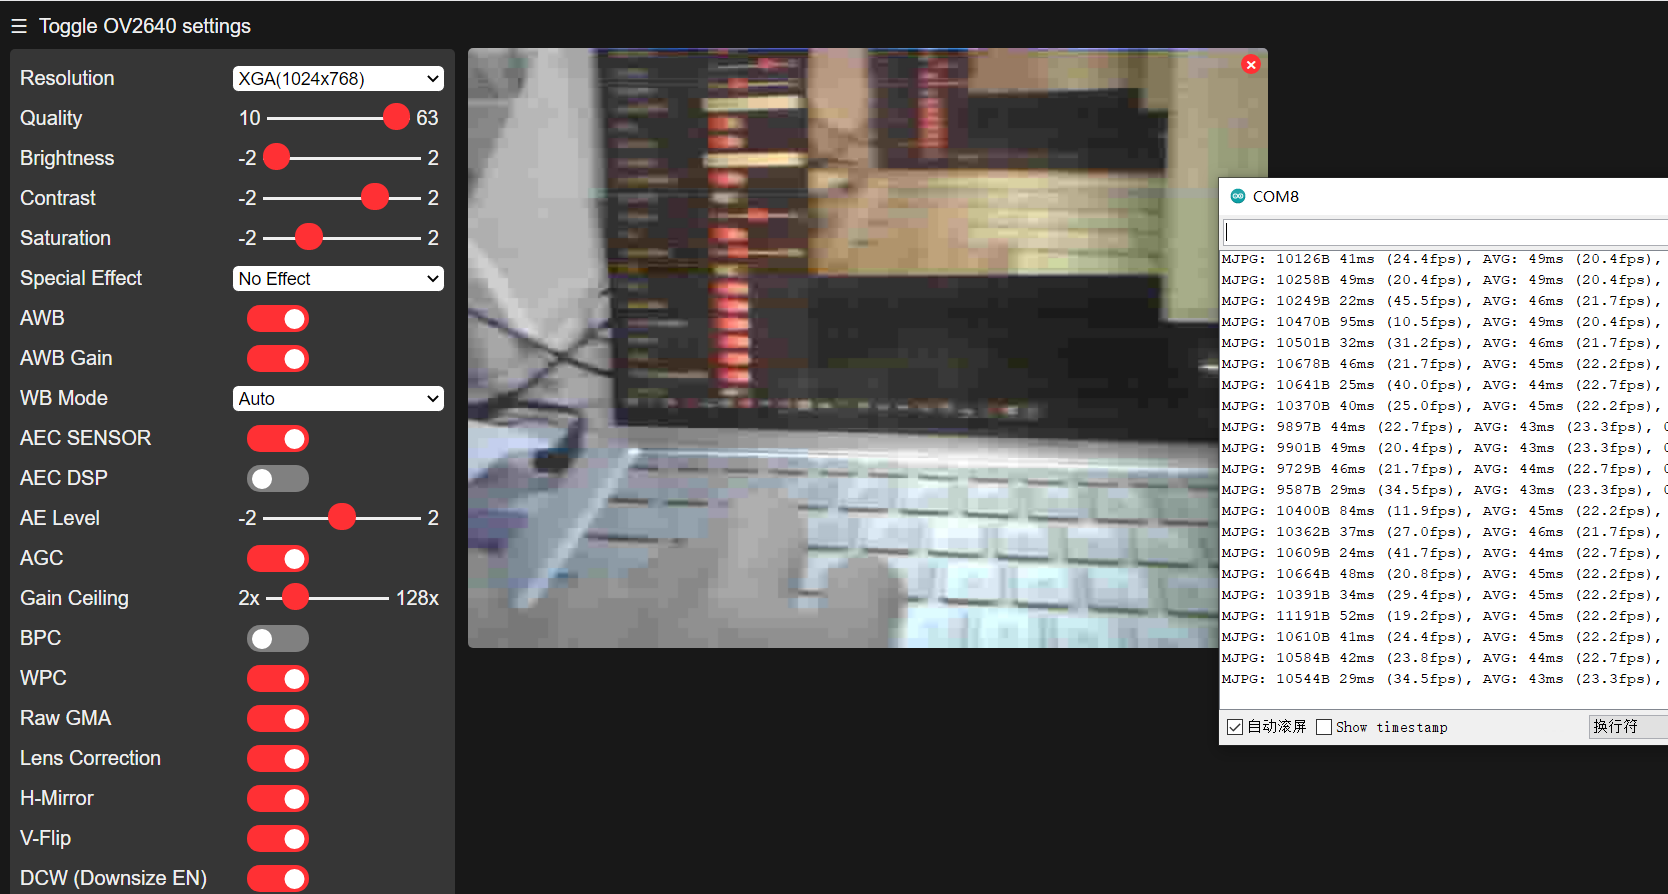 ☰ Toggle OV2640 settings
Resolution XGA(1024x768)
Quality 10 63
Brightness -2 2
Contrast -2 2
Saturation -2 2
Special Effect No Effect
AWB
AWB Gain
WB Mode Auto
AEC SENSOR
AEC DSP
AE Level -2 2
AGC
Gain Ceiling 2x 128x
BPC
WPC
Raw GMA
Lens Correction
H-Mirror
V-Flip
DCW (Downsize EN)
COM8
MJPG: 10126B 41ms (24.4fps), AVG: 49ms (20.4fps),
MJPG: 10258B 49ms (20.4fps), AVG: 49ms (20.4fps),
MJPG: 10249B 22ms (45.5fps), AVG: 46ms (21.7fps),
MJPG: 10470B 95ms (10.5fps), AVG: 49ms (20.4fps),
MJPG: 10501B 32ms (31.2fps), AVG: 46ms (21.7fps),
MJPG: 10678B 46ms (21.7fps), AVG: 45ms (22.2fps),
MJPG: 10641B 25ms (40.0fps), AVG: 44ms (22.7fps),
MJPG: 10370B 40ms (25.0fps), AVG: 45ms (22.2fps),
MJPG: 9897B 44ms (22.7fps), AVG: 43ms (23.3fps),
MJPG: 9901B 49ms (20.4fps), AVG: 43ms (23.3fps),
MJPG: 9729B 46ms (21.7fps), AVG: 44ms (22.7fps),
MJPG: 9587B 29ms (34.5fps), AVG: 43ms (23.3fps),
MJPG: 10400B 84ms (11.9fps), AVG: 45ms (22.2fps),
MJPG: 10362B 37ms (27.0fps), AVG: 46ms (21.7fps),
MJPG: 10609B 24ms (41.7fps), AVG: 44ms (22.7fps),
MJPG: 10664B 48ms (20.8fps), AVG: 45ms (22.2fps),
MJPG: 10391B 34ms (29.4fps), AVG: 45ms (22.2fps),
MJPG: 11191B 52ms (19.2fps), AVG: 45ms (22.2fps),
MJPG: 10610B 41ms (24.4fps), AVG: 45ms (22.2fps),
MJPG: 10584B 42ms (23.8fps), AVG: 44ms (22.7fps),
MJPG: 10544B 29ms (34.5fps), AVG: 43ms (23.3fps),
自动滚屏 Show timestamp 换行符